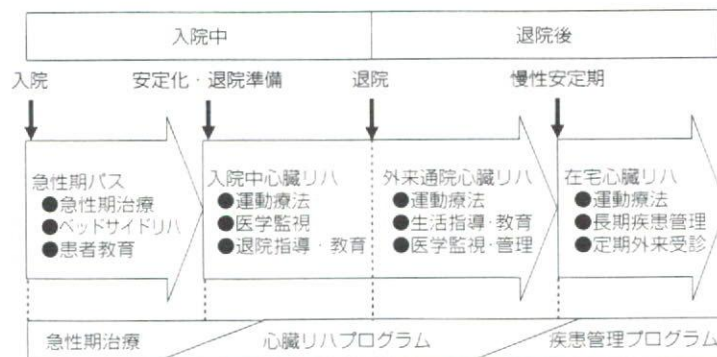 入院中
退院後
入院
安定化・退院準備
退院
慢性安定期
急性期パス
●急性期治療
●ベッドサイドリハ
●患者教育
入院中心臓リハ
●運動療法
●医学監視
●退院指導・教育
外来通院心臓リハ
●運動療法
●生活指導・教育
●医学監視・管理
在宅心臓リハ
●運動療法
●長期疾患管理
●定期外来受診
急性期治療
心臓リハプログラム
疾患管理プログラム